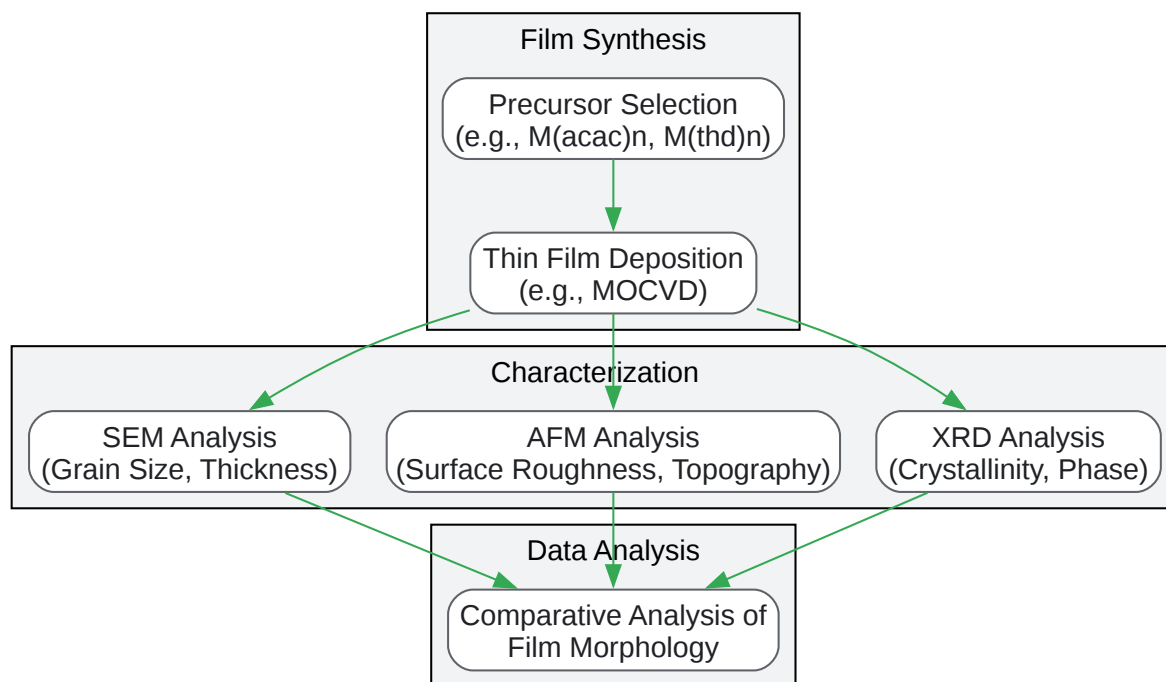 Film Synthesis
Precursor Selection
(e.g., M(acac)n, M(thd)n)
Thin Film Deposition
(e.g., MOCVD)
Characterization
SEM Analysis
(Grain Size, Thickness)
AFM Analysis
(Surface Roughness, Topography)
XRD Analysis
(Crystallinity, Phase)
Data Analysis
Comparative Analysis of
Film Morphology